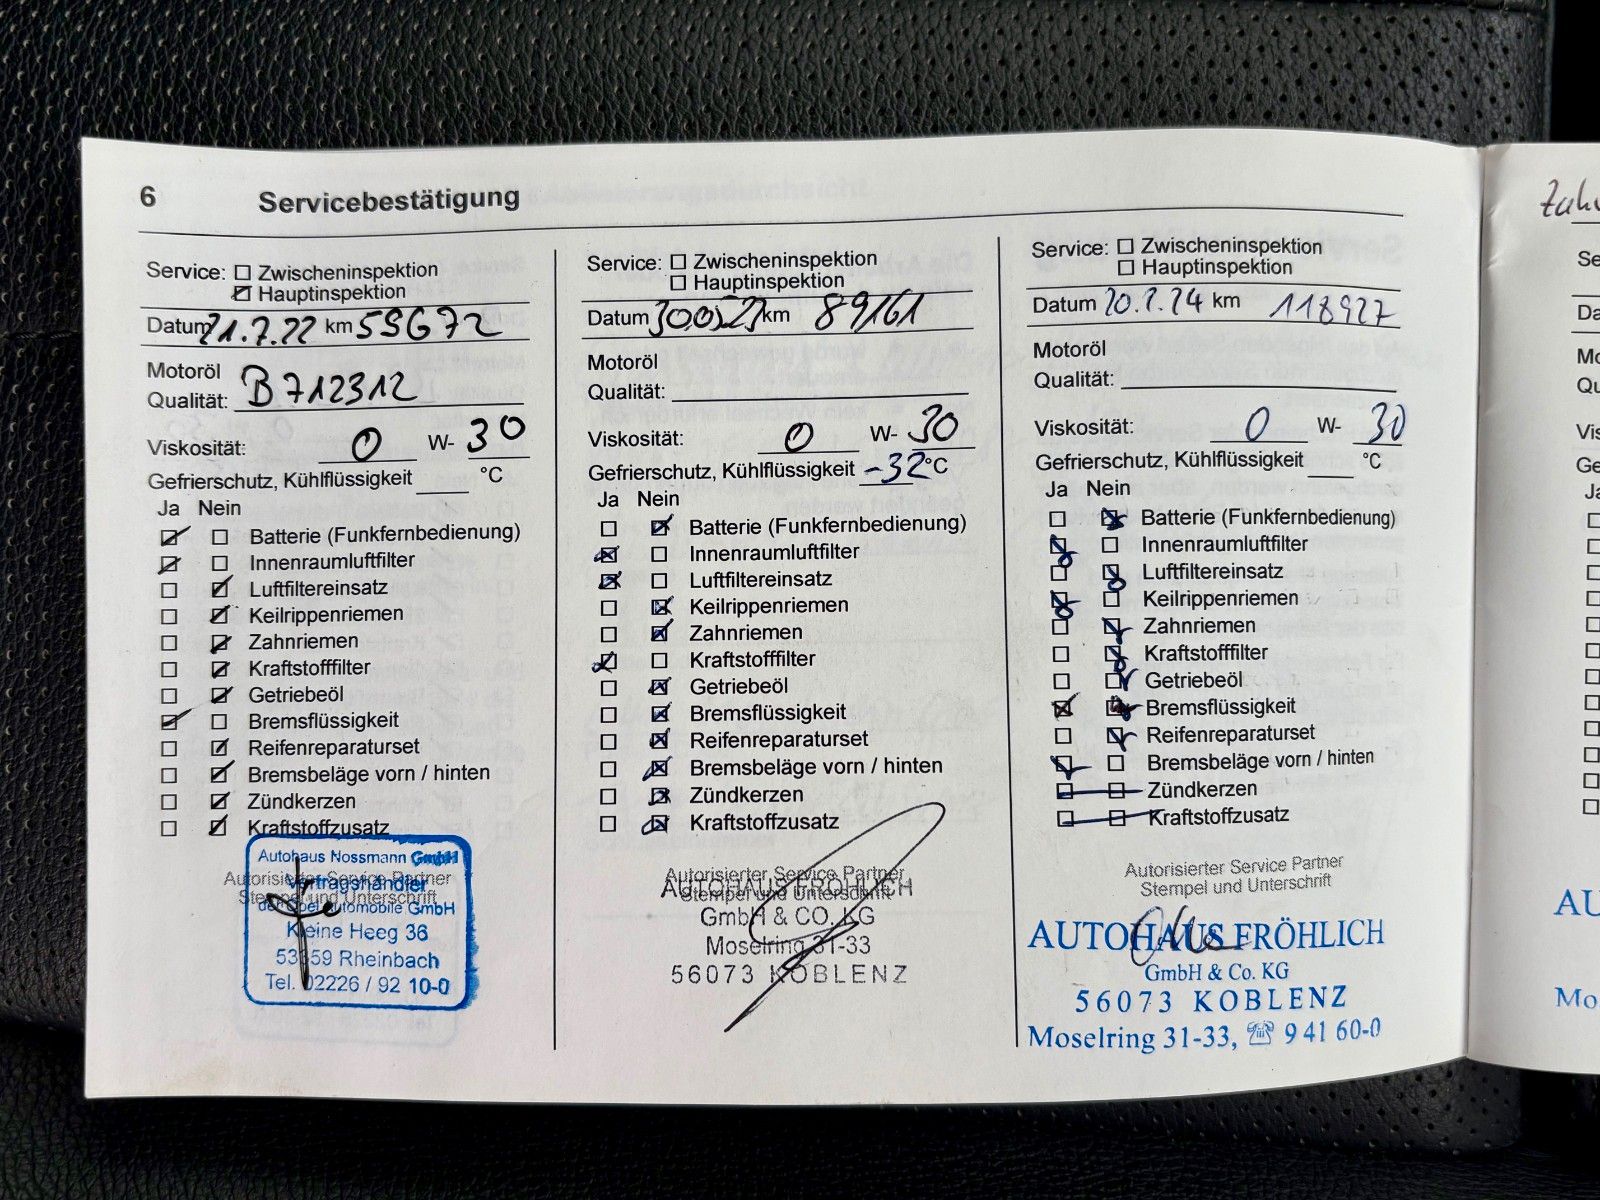 6 Servicebestätigung
Service: Zwischeninspektion
Hauptinspektion
Datum 21.7.22 km 59672
Motoröl
Qualität: B712312
Viskosität: 0 W- 30
Gefrierschutz, Kühlflüssigkeit °C
Ja Nein
Batterie (Funkfernbedienung)
Innenraumluftfilter
Luftfiltereinsatz
Keilrippenriemen
Zahnriemen
Kraftstofffilter
Getriebeöl
Bremsflüssigkeit
Reifenreparaturset
Bremsbeläge vorn / hinten
Zündkerzen
Kraftstoffzusatz
Autorisierter Service Partner
Stempel und Unterschrift
Autohaus Nossmann GmbH
Vertragshändler
der Opel Automobile GmbH
Kleine Heeg 36
53359 Rheinbach
Tel. 02226 / 92 10-0
Service: Zwischeninspektion
Hauptinspektion
Datum 300523 km 89161
Motoröl
Qualität:
Viskosität: 0 W- 30
Gefrierschutz, Kühlflüssigkeit -32°C
Ja Nein
Batterie (Funkfernbedienung)
Innenraumluftfilter
Luftfiltereinsatz
Keilrippenriemen
Zahnriemen
Kraftstofffilter
Getriebeöl
Bremsflüssigkeit
Reifenreparaturset
Bremsbeläge vorn / hinten
Zündkerzen
Kraftstoffzusatz
Autorisierter Service Partner
Stempel und Unterschrift
AUTOHAUS FRÖHLICH
GmbH & CO. KG
Moselring 31-33
56073 KOBLENZ
Service: Zwischeninspektion
Hauptinspektion
Datum km 118927
Motoröl
Qualität:
Viskosität: 0 W- 30
Gefrierschutz, Kühlflüssigkeit °C
Ja Nein
Batterie (Funkfernbedienung)
Innenraumluftfilter
Luftfiltereinsatz
Keilrippenriemen
Zahnriemen
Kraftstofffilter
Getriebeöl
Bremsflüssigkeit
Reifenreparaturset
Bremsbeläge vorn / hinten
Zündkerzen
Kraftstoffzusatz
Autorisierter Service Partner
Stempel und Unterschrift
AUTOHAUS FRÖHLICH
GmbH & Co. KG
56073 KOBLENZ
Moselring 31-33, ☏ 9 41 60-0